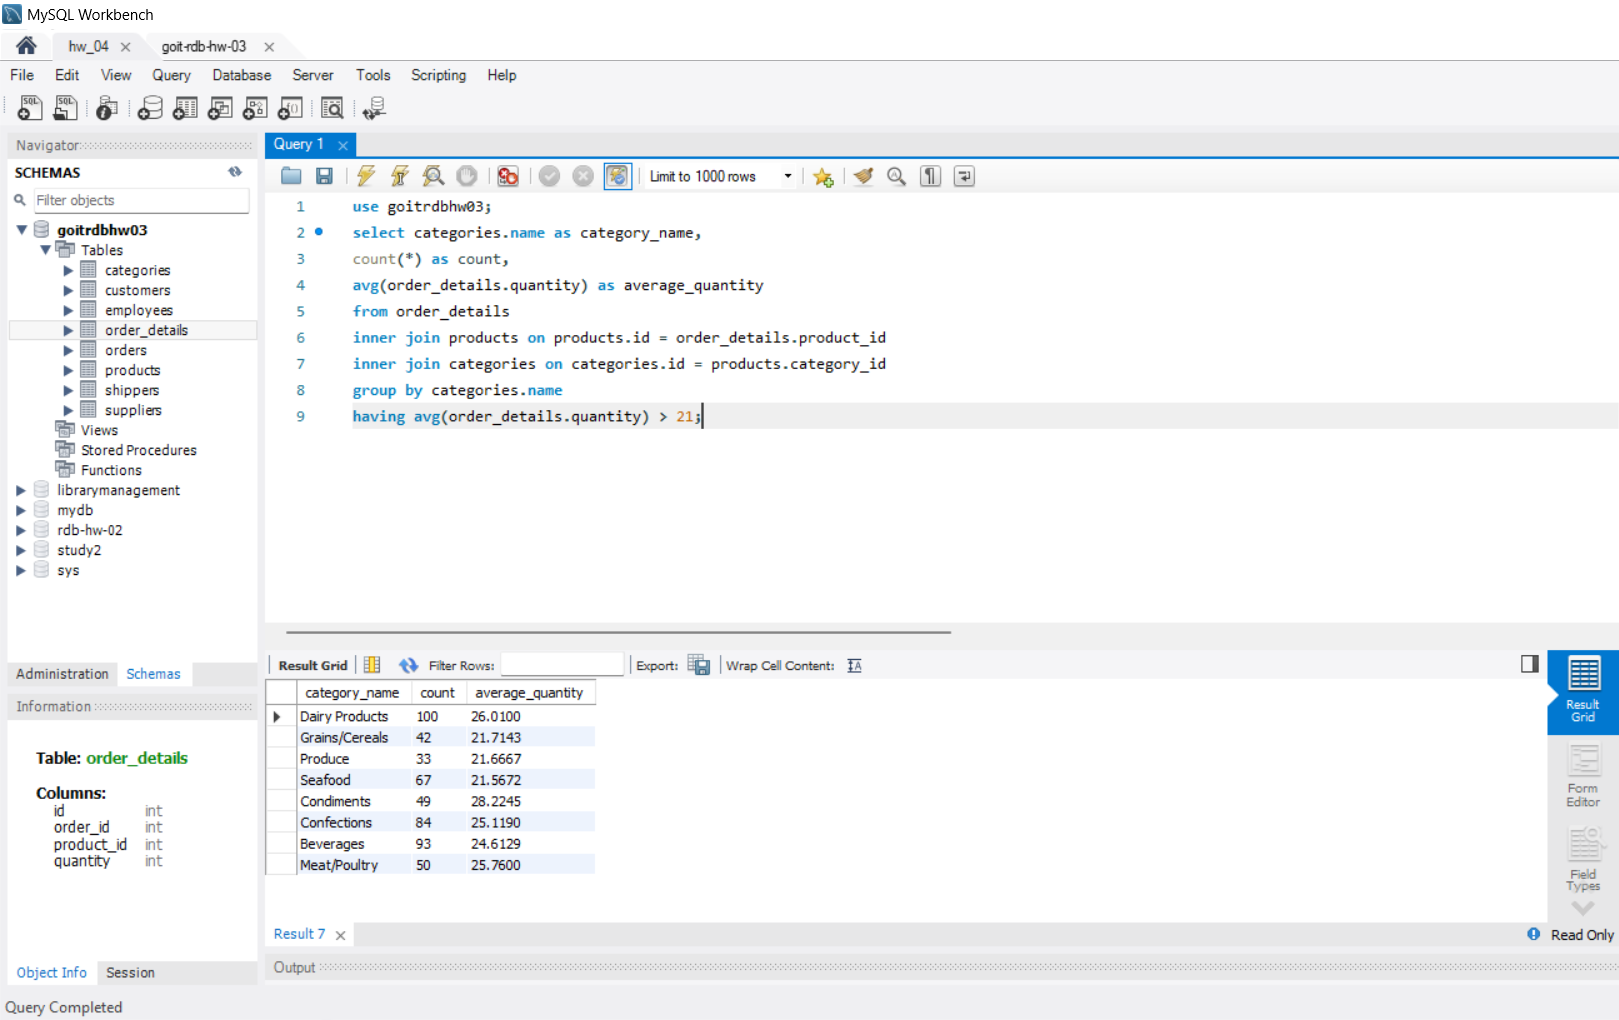 MySQL Workbench
hw_04
goit-rdb-hw-03
File Edit View Query Database Server Tools Scripting Help
Navigator
SCHEMAS
Filter objects
goitrdbhw03
Tables
categories
customers
employees
order_details
orders
products
shippers
suppliers
Views
Stored Procedures
Functions
librarymanagement
mydb
rdb-hw-02
study2
sys
Administration Schemas
Information
Table: order_details
Columns:
id int
order_id int
product_id int
quantity int
Object Info Session
Query 1
Limit to 1000 rows
1 use goitrdbhw03;
2 select categories.name as category_name,
3 count(*) as count,
4 avg(order_details.quantity) as average_quantity
5 from order_details
6 inner join products on products.id = order_details.product_id
7 inner join categories on categories.id = products.category_id
8 group by categories.name
9 having avg(order_details.quantity) > 21;
Result Grid Filter Rows: Export: Wrap Cell Content:
category_name count average_quantity
Dairy Products 100 26.0100
Grains/Cereals 42 21.7143
Produce 33 21.6667
Seafood 67 21.5672
Condiments 49 28.2245
Confections 84 25.1190
Beverages 93 24.6129
Meat/Poultry 50 25.7600
Result
Grid
Form
Editor
Field
Types
Result 7
Read Only
Output
Query Completed